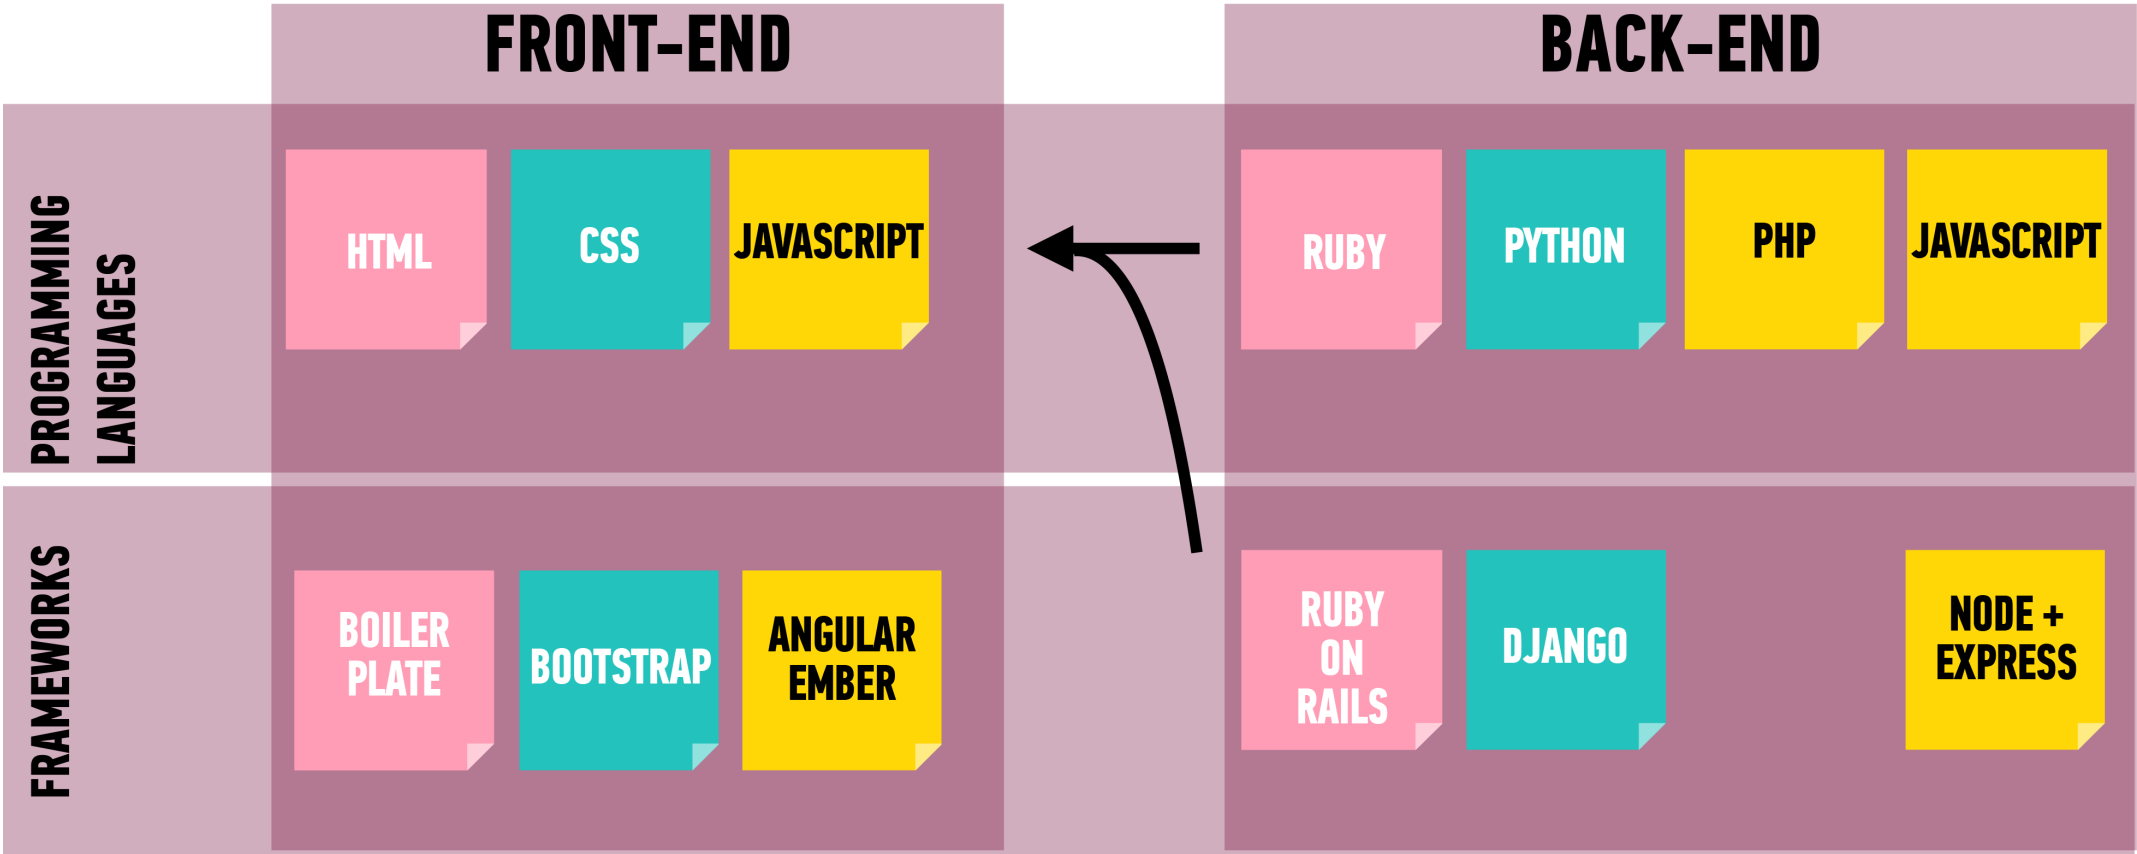 FRONT-END
BACK-END
PROGRAMMING
LANGUAGES
HTML
CSS
JAVASCRIPT
RUBY
PYTHON
PHP
JAVASCRIPT
FRAMEWORKS
BOILER
PLATE
BOOTSTRAP
ANGULAR
EMBER
RUBY
ON
RAILS
DJANGO
NODE +
EXPRESS